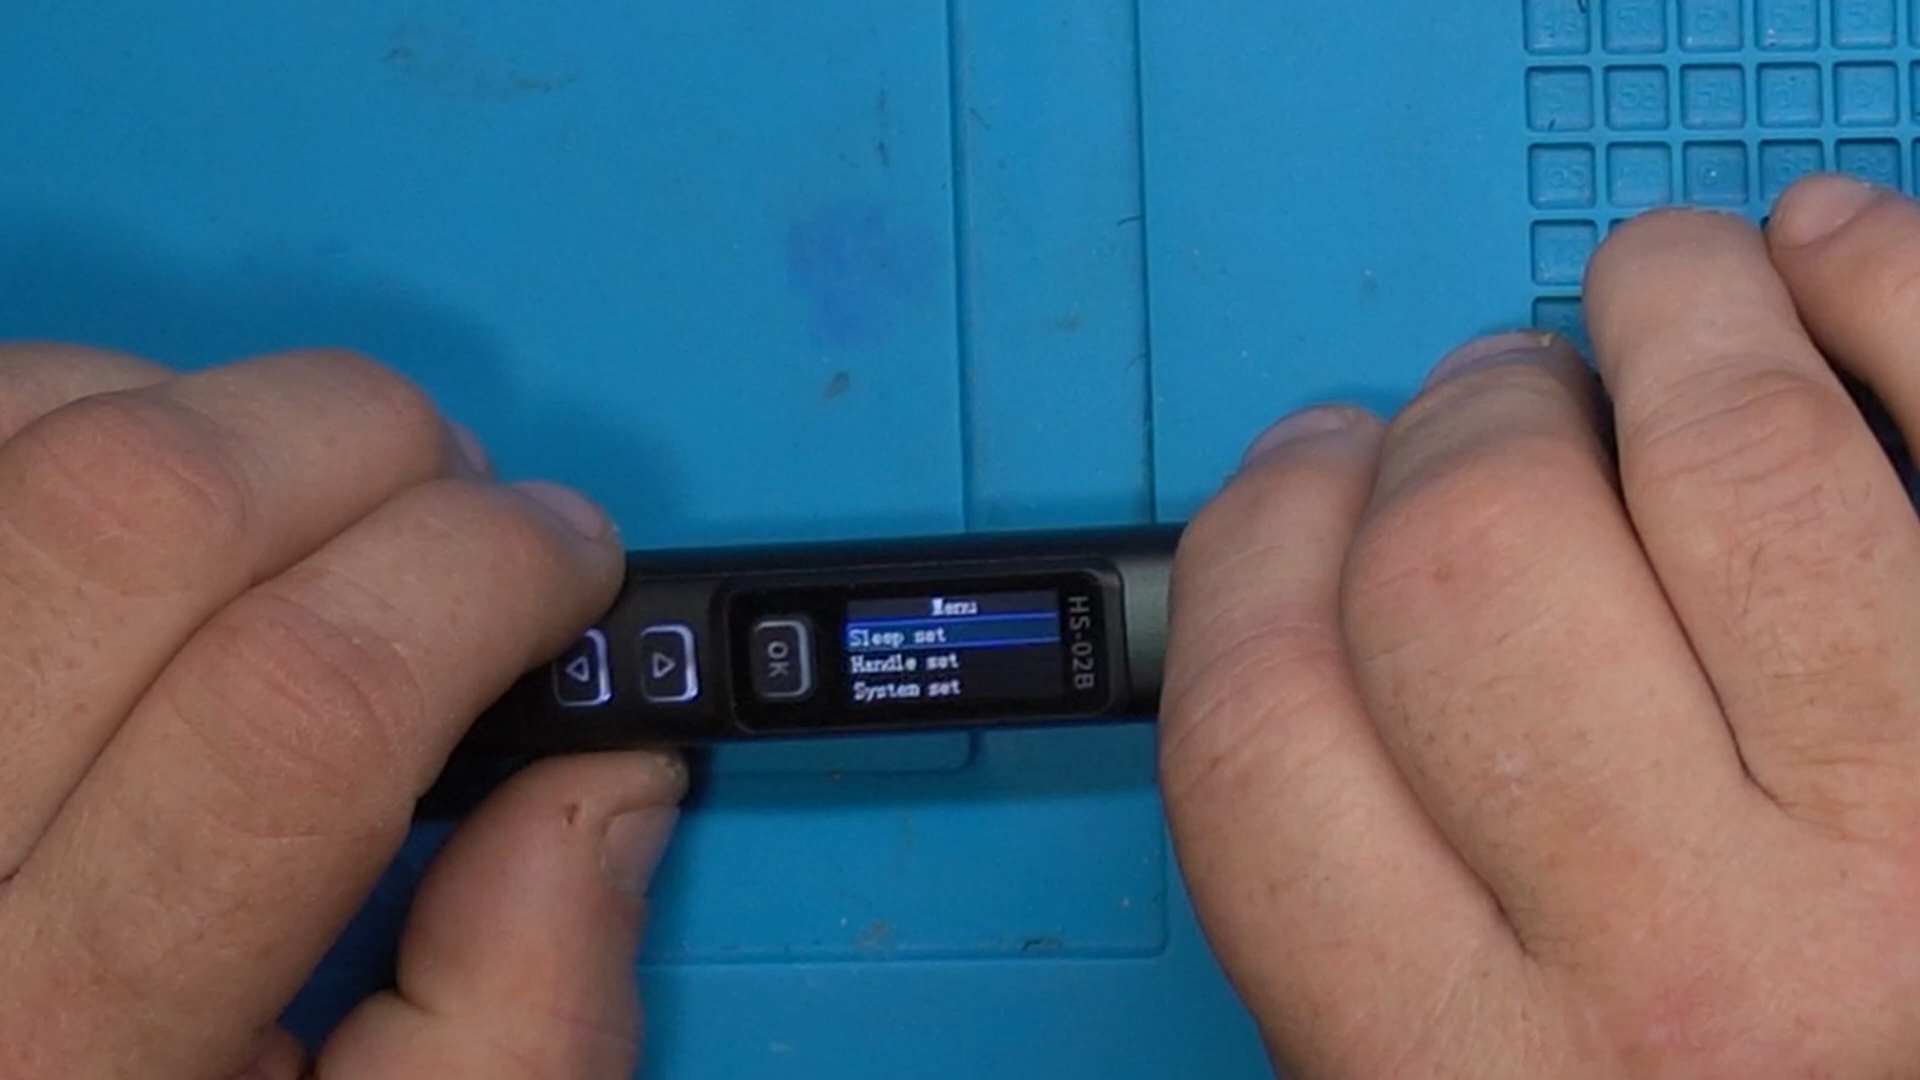 Menu
Sleep set
Handle set
System set
OK
HS-02B